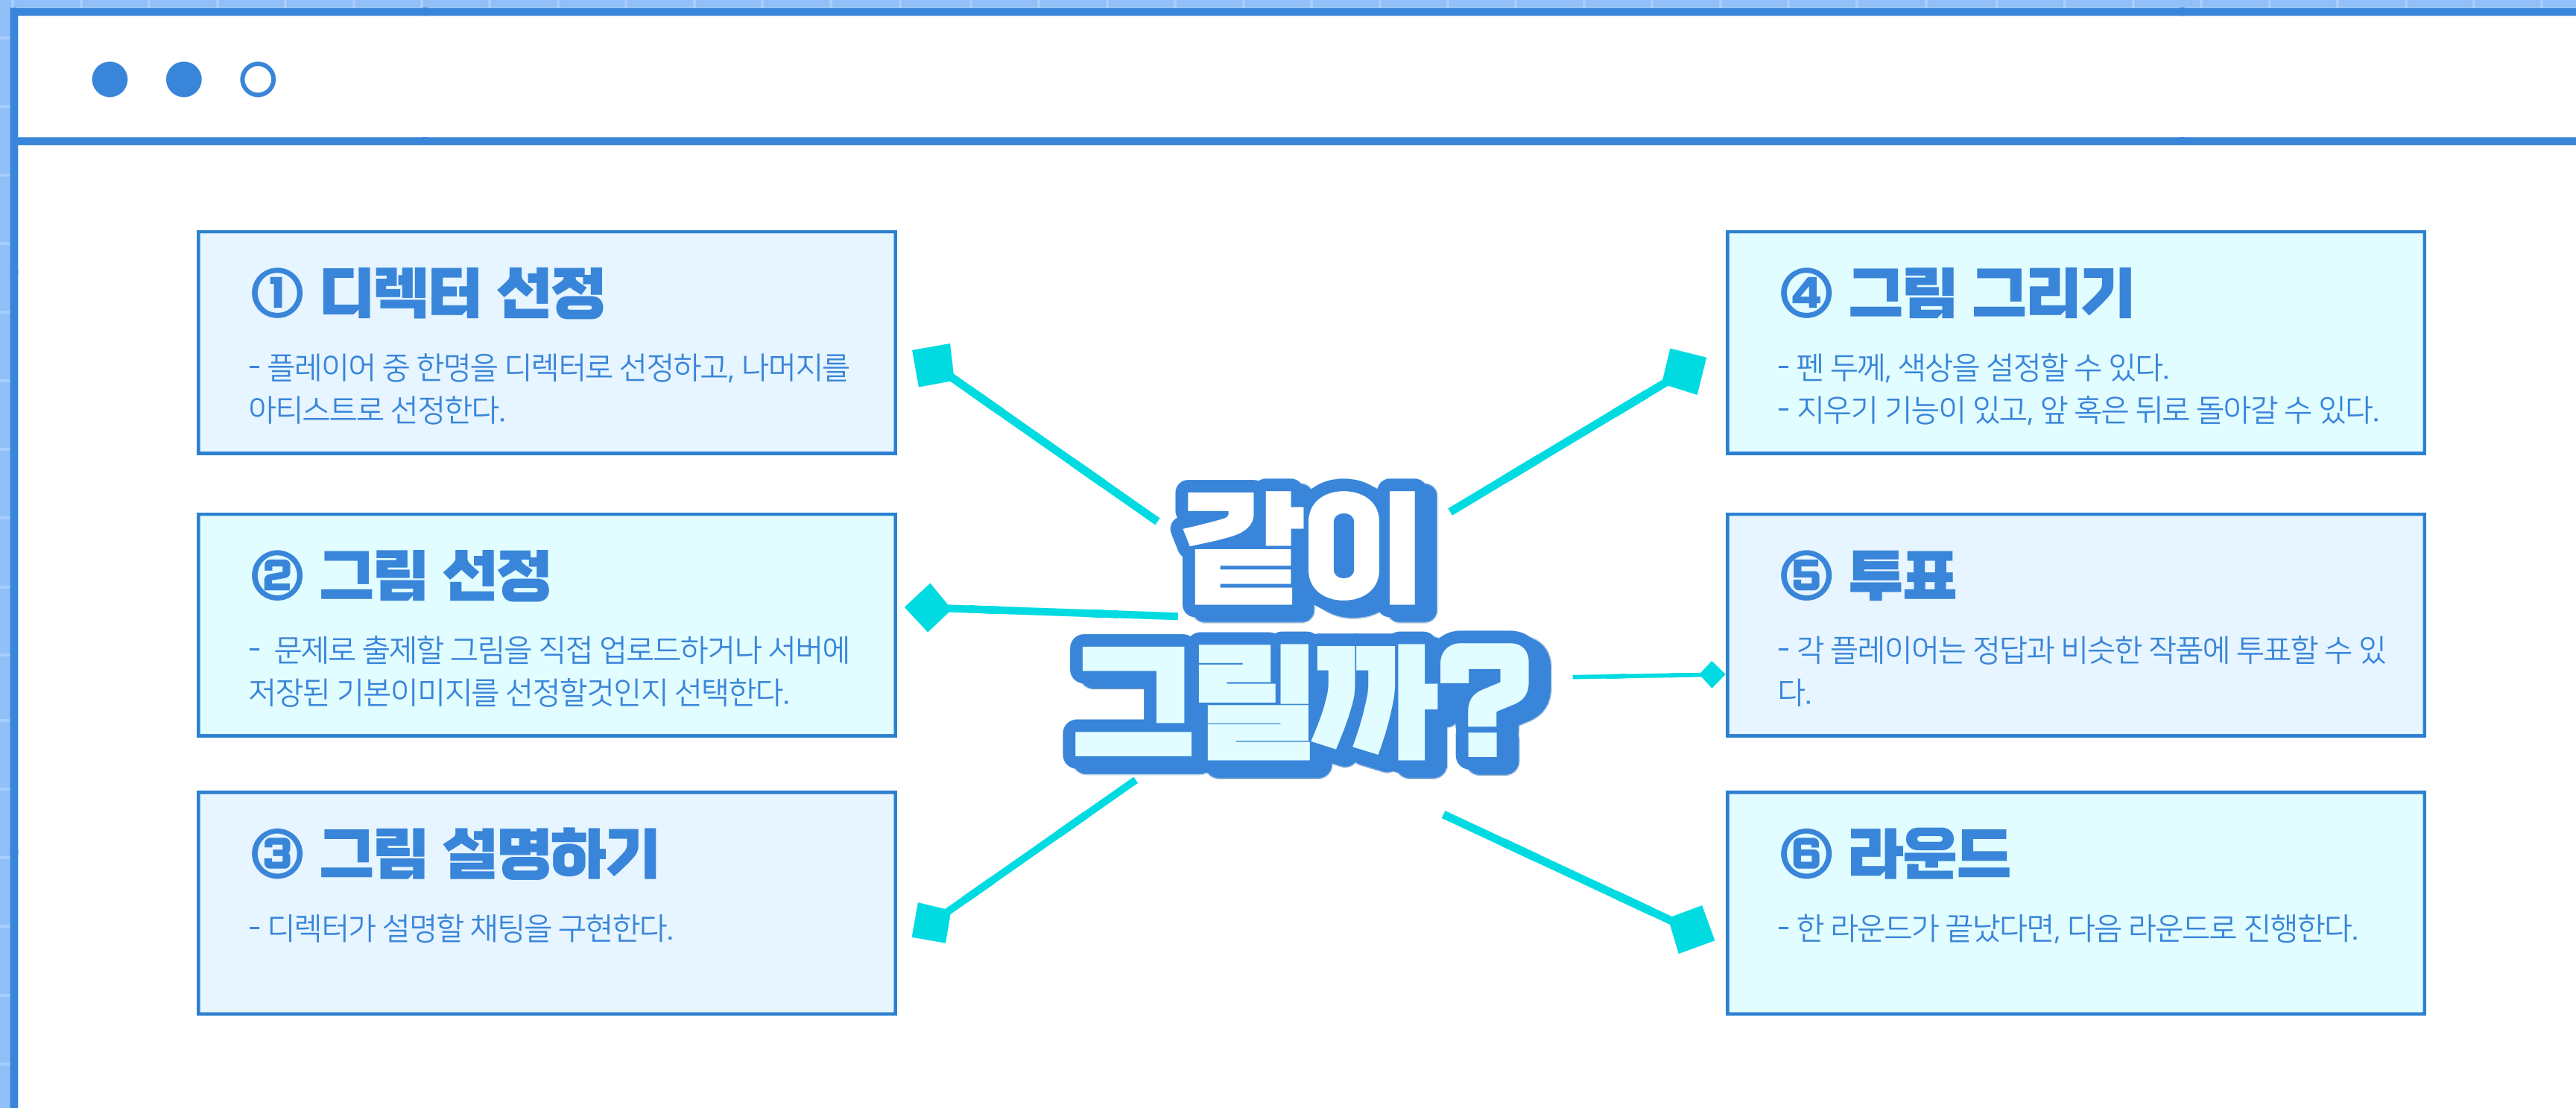 ① 디렉터 선정
- 플레이어 중 한명을 디렉터로 선정하고, 나머지를
아티스트로 선정한다.
② 그림 선정
- 문제로 출제할 그림을 직접 업로드하거나 서버에
저장된 기본이미지를 선정할것인지 선택한다.
③ 그림 설명하기
- 디렉터가 설명할 채팅을 구현한다.
같이
그릴까?
④ 그림 그리기
- 펜 두께, 색상을 설정할 수 있다.
- 지우기 기능이 있고, 앞 혹은 뒤로 돌아갈 수 있다.
⑤ 투표
- 각 플레이어는 정답과 비슷한 작품에 투표할 수 있
다.
⑥ 라운드
- 한 라운드가 끝났다면, 다음 라운드로 진행한다.